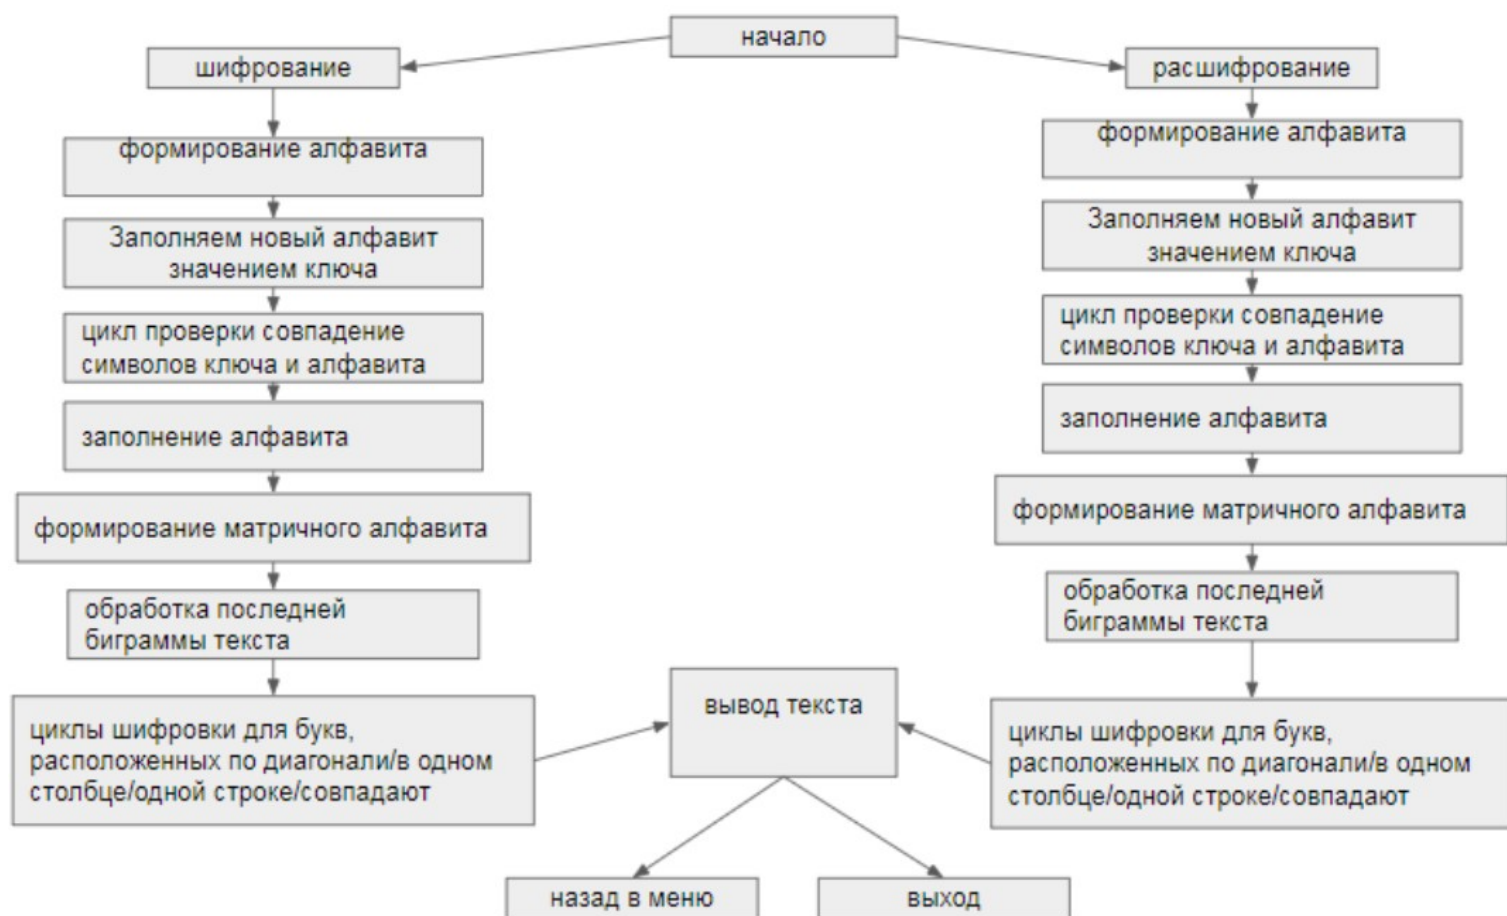 начало
шифрование
расшифрование
формирование алфавита
Заполняем новый алфавит
значением ключа
цикл проверки совпадение
символов ключа и алфавита
заполнение алфавита
формирование матричного алфавита
обработка последней
биграммы текста
циклы шифровки для букв,
расположенных по диагонали/в одном
столбце/одной строке/совпадают
формирование алфавита
Заполняем новый алфавит
значением ключа
цикл проверки совпадение
символов ключа и алфавита
заполнение алфавита
формирование матричного алфавита
обработка последней
биграммы текста
циклы шифровки для букв,
расположенных по диагонали/в одном
столбце/одной строке/совпадают
вывод текста
назад в меню
выход